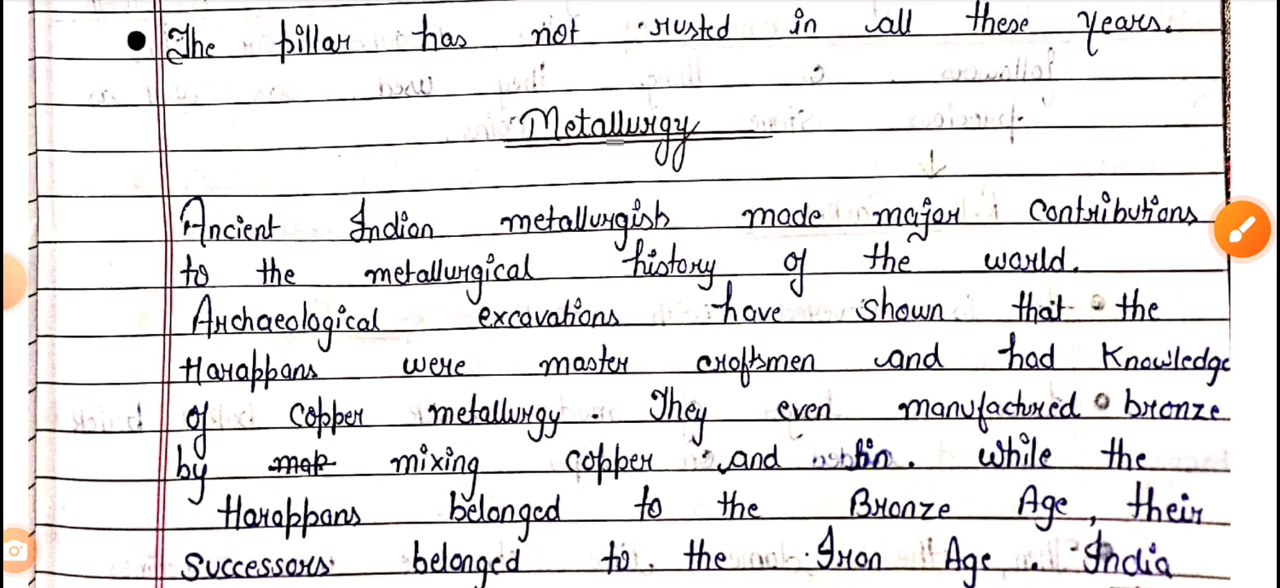 • The pillar has not rusted in all these years.
Metallurgy
Ancient Indian metallurgists made major contributions
to the metallurgical history of the world.
Archaeological excavations have shown that the
Harappans were master craftsmen and had Knowledge
of copper metallurgy. They even manufactured bronze
by mixing copper and tin. while the
Harappans belonged to the Bronze Age, their
successors belonged to the Iron Age. India